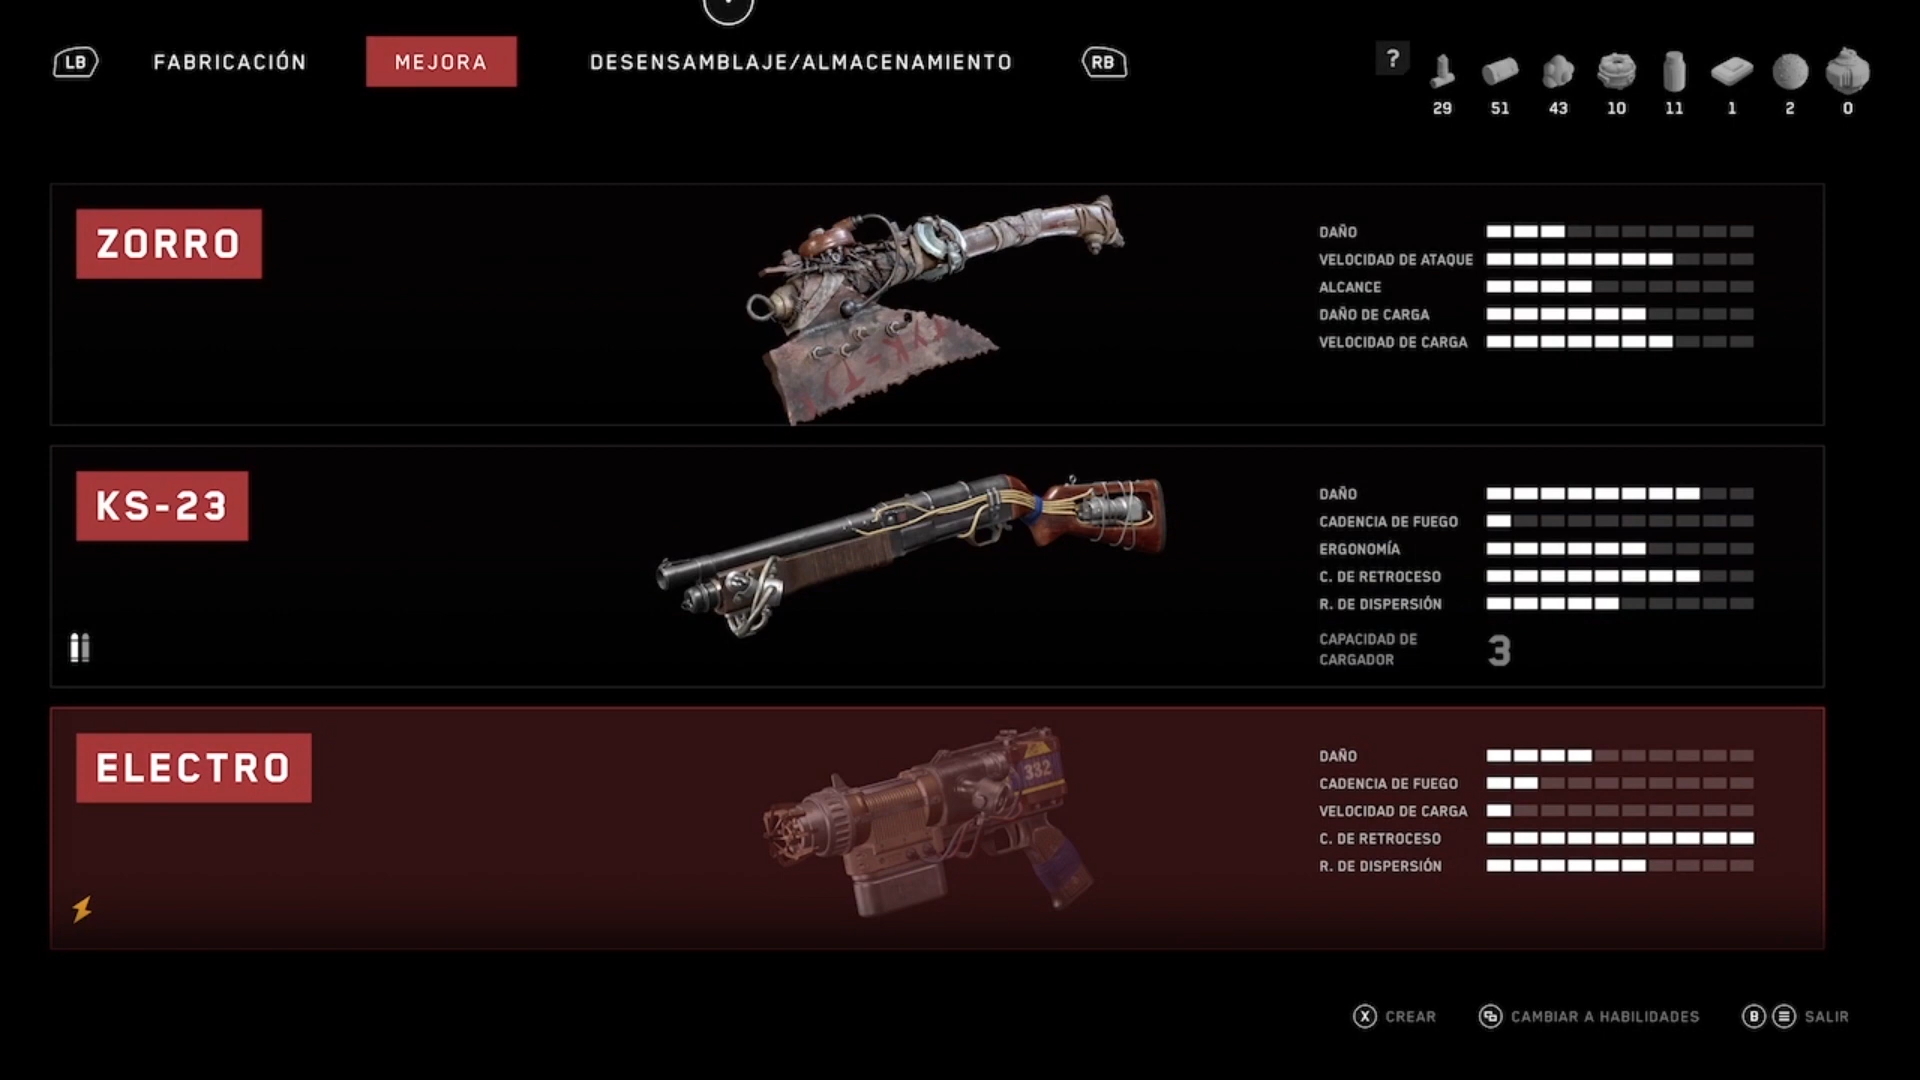 LB FABRICACIÓN MEJORA DESENSAMBLAJE/ALMACENAMIENTO RB ?
29 51 43 10 11 1 2 0
ZORRO
DAÑO
VELOCIDAD DE ATAQUE
ALCANCE
DAÑO DE CARGA
VELOCIDAD DE CARGA
KS-23
DAÑO
CADENCIA DE FUEGO
ERGONOMÍA
C. DE RETROCESO
R. DE DISPERSIÓN
CAPACIDAD DE
CARGADOR
3
ELECTRO
332
DAÑO
CADENCIA DE FUEGO
VELOCIDAD DE CARGA
C. DE RETROCESO
R. DE DISPERSIÓN
X CREAR CAMBIAR A HABILIDADES B SALIR